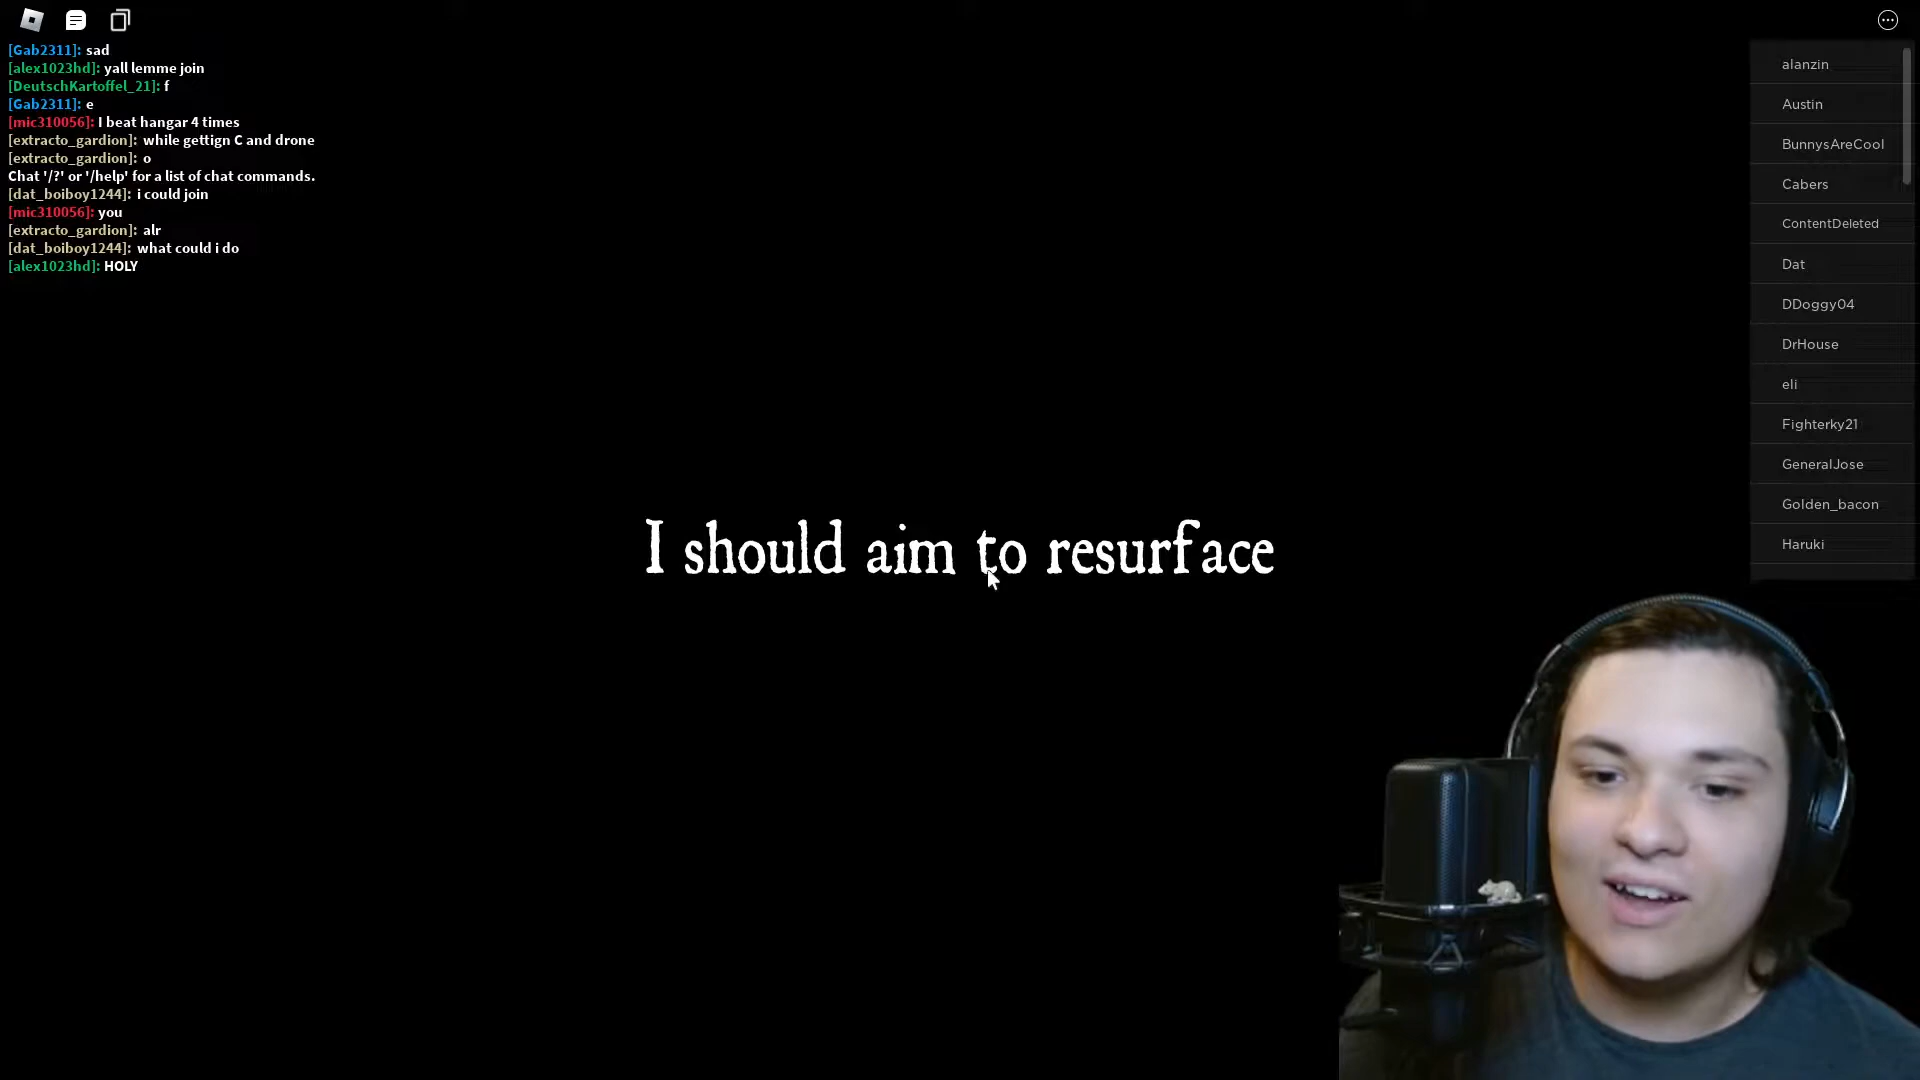 [Gab2311]: sad
[alex1023hd]: yall lemme join
[DeutschKartoffel_21]: f
[Gab2311]: e
[mic310056]: I beat hangar 4 times
[extracto_gardion]: while gettign C and drone
[extracto_gardion]: o
Chat '/?' or '/help' for a list of chat commands.
[dat_boiboy1244]: i could join
[mic310056]: you
[extracto_gardion]: alr
[dat_boiboy1244]: what could i do
[alex1023hd]: HOLY
I should aim to resurface
alanzin
Austin
BunnysAreCool
Cabers
ContentDeleted
Dat
DDoggy04
DrHouse
eli
Fighterky21
GeneralJose
Golden_bacon
Haruki